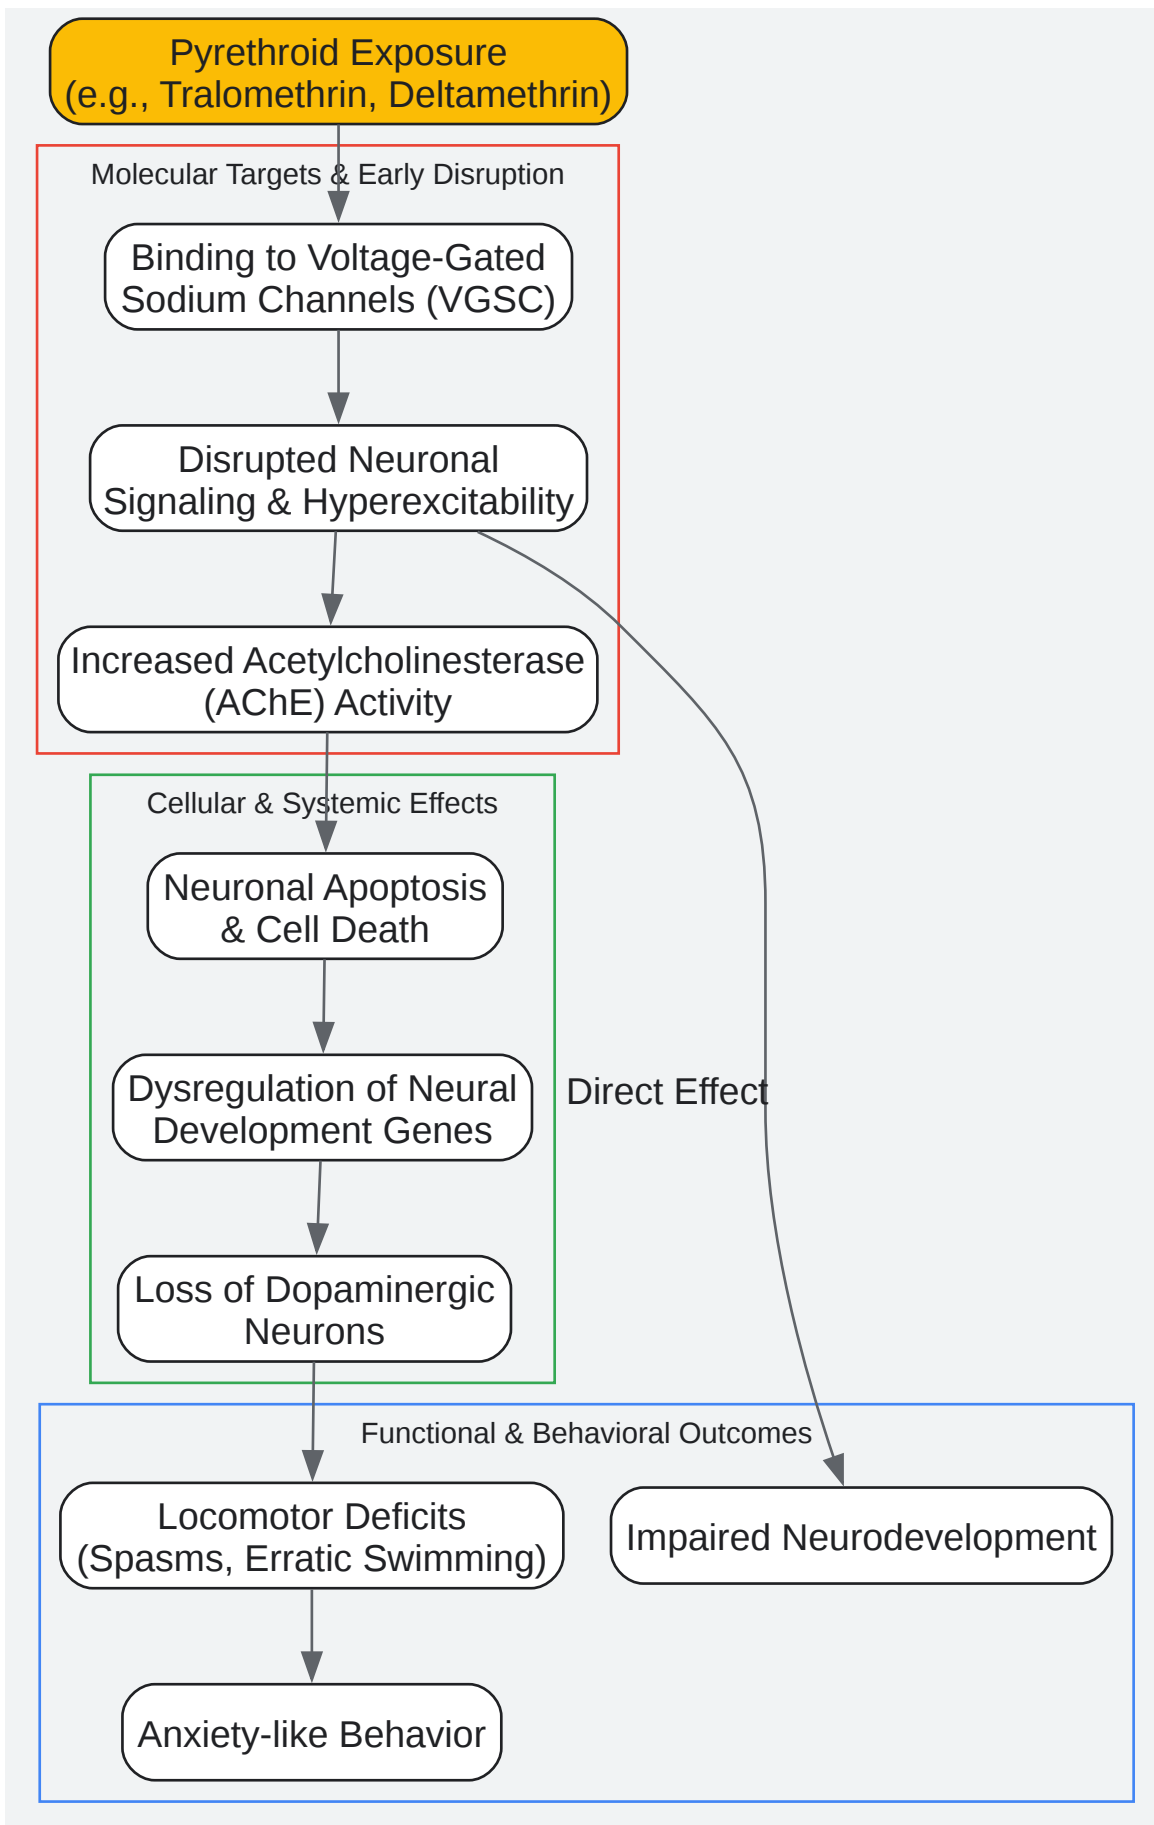 Pyrethroid Exposure
(e.g., Tralomethrin, Deltamethrin)
Molecular Targets & Early Disruption
Binding to Voltage-Gated
Sodium Channels (VGSC)
Disrupted Neuronal
Signaling & Hyperexcitability
Increased Acetylcholinesterase
(AChE) Activity
Cellular & Systemic Effects
Neuronal Apoptosis
& Cell Death
Dysregulation of Neural
Development Genes
Direct Effect
Loss of Dopaminergic
Neurons
Functional & Behavioral Outcomes
Locomotor Deficits
(Spasms, Erratic Swimming)
Impaired Neurodevelopment
Anxiety-like Behavior